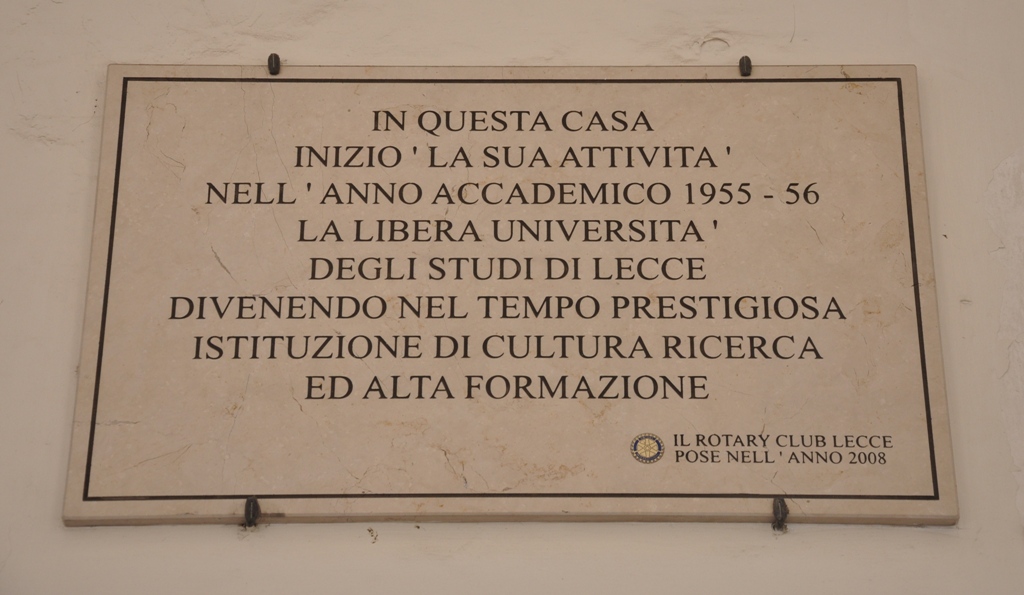 IN QUESTA CASA
INIZIO ' LA SUA ATTIVITA '
NELL ' ANNO ACCADEMICO 1955 - 56
LA LIBERA UNIVERSITA '
DEGLI STUDI DI LECCE
DIVENENDO NEL TEMPO PRESTIGIOSA
ISTITUZIONE DI CULTURA RICERCA
ED ALTA FORMAZIONE
IL ROTARY CLUB LECCE
POSE NELL ' ANNO 2008